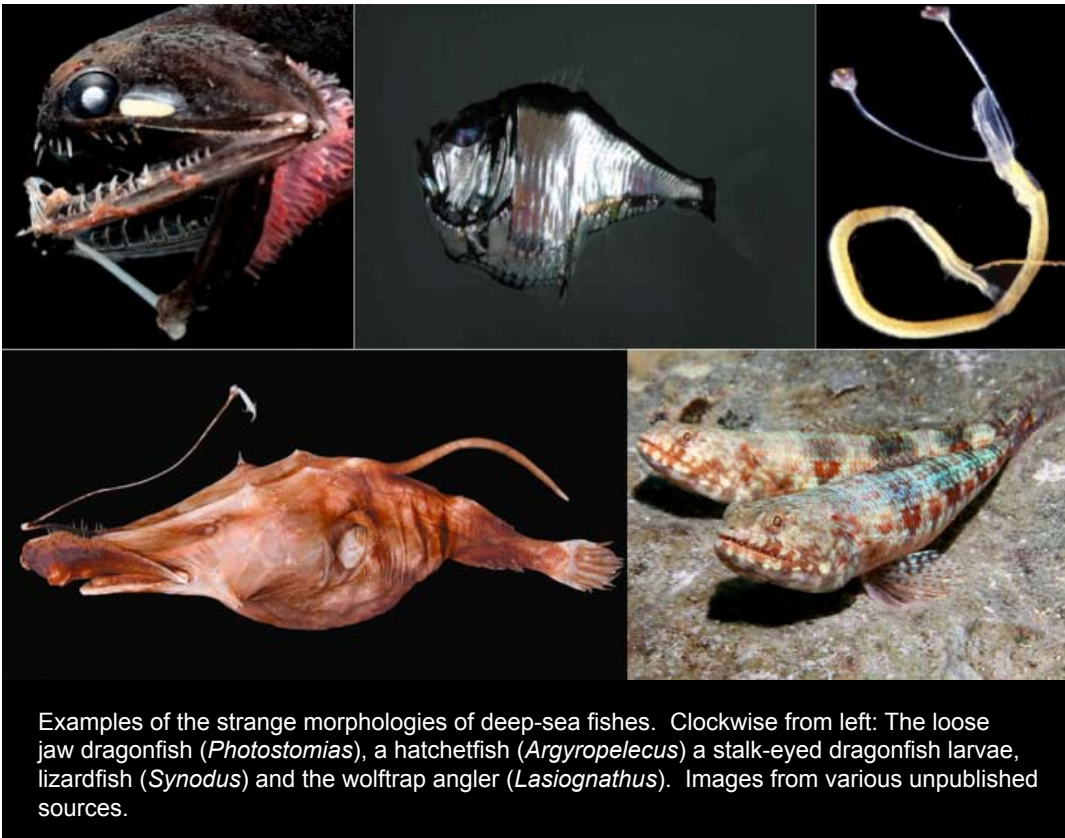 Examples of the strange morphologies of deep-sea fishes.  Clockwise from left: The loose
jaw dragonfish (Photostomias), a hatchetfish (Argyropelecus) a stalk-eyed dragonfish larvae,
lizardfish (Synodus) and the wolftrap angler (Lasiognathus).  Images from various unpublished
sources.